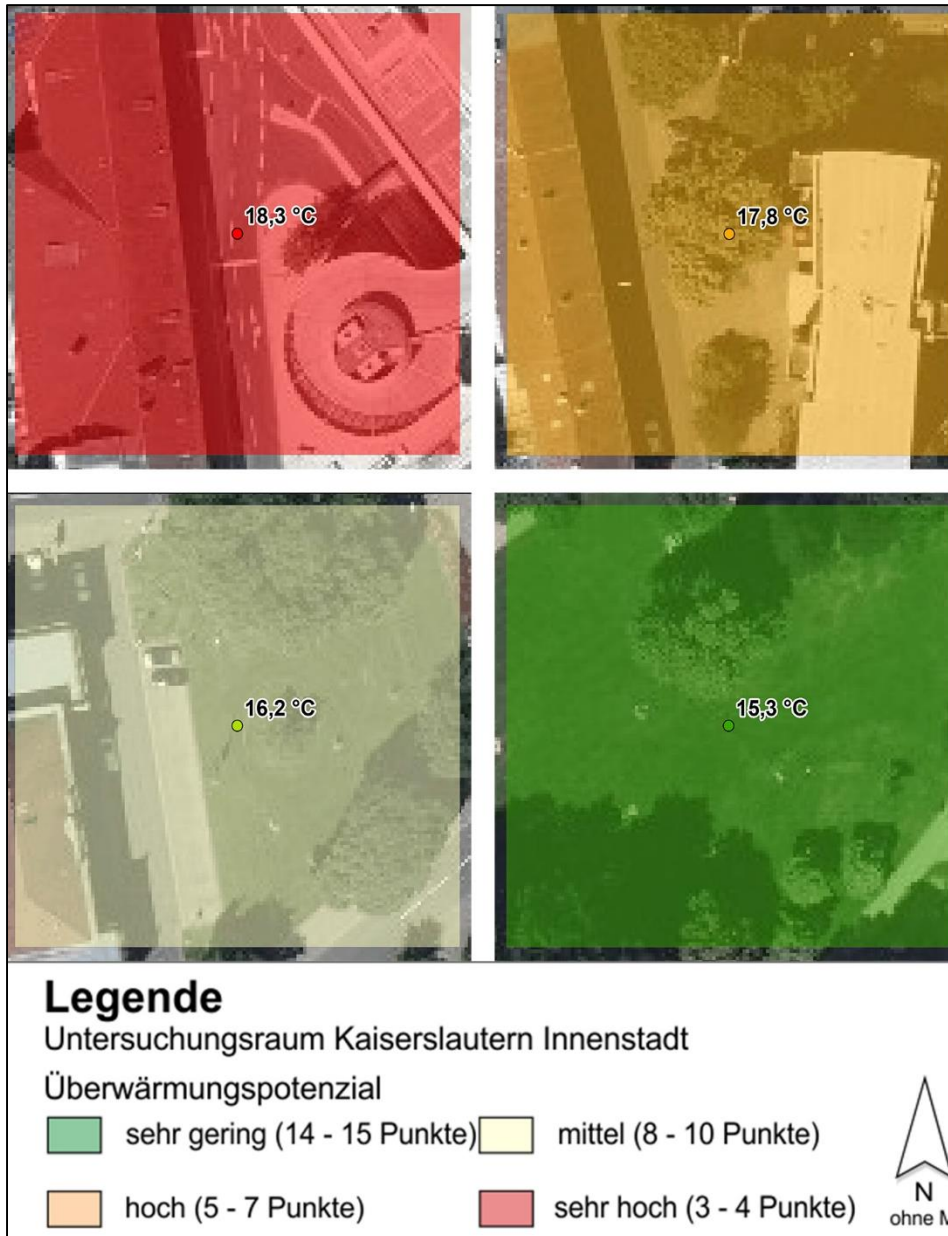 18,3 °C
17,8 °C
16,2 °C
15,3 °C
Legende
Untersuchungsraum Kaiserslautern Innenstadt
Überwärmungspotenzial
sehr gering (14 - 15 Punkte)
mittel (8 - 10 Punkte)
hoch (5 - 7 Punkte)
sehr hoch (3 - 4 Punkte)
N
ohne M